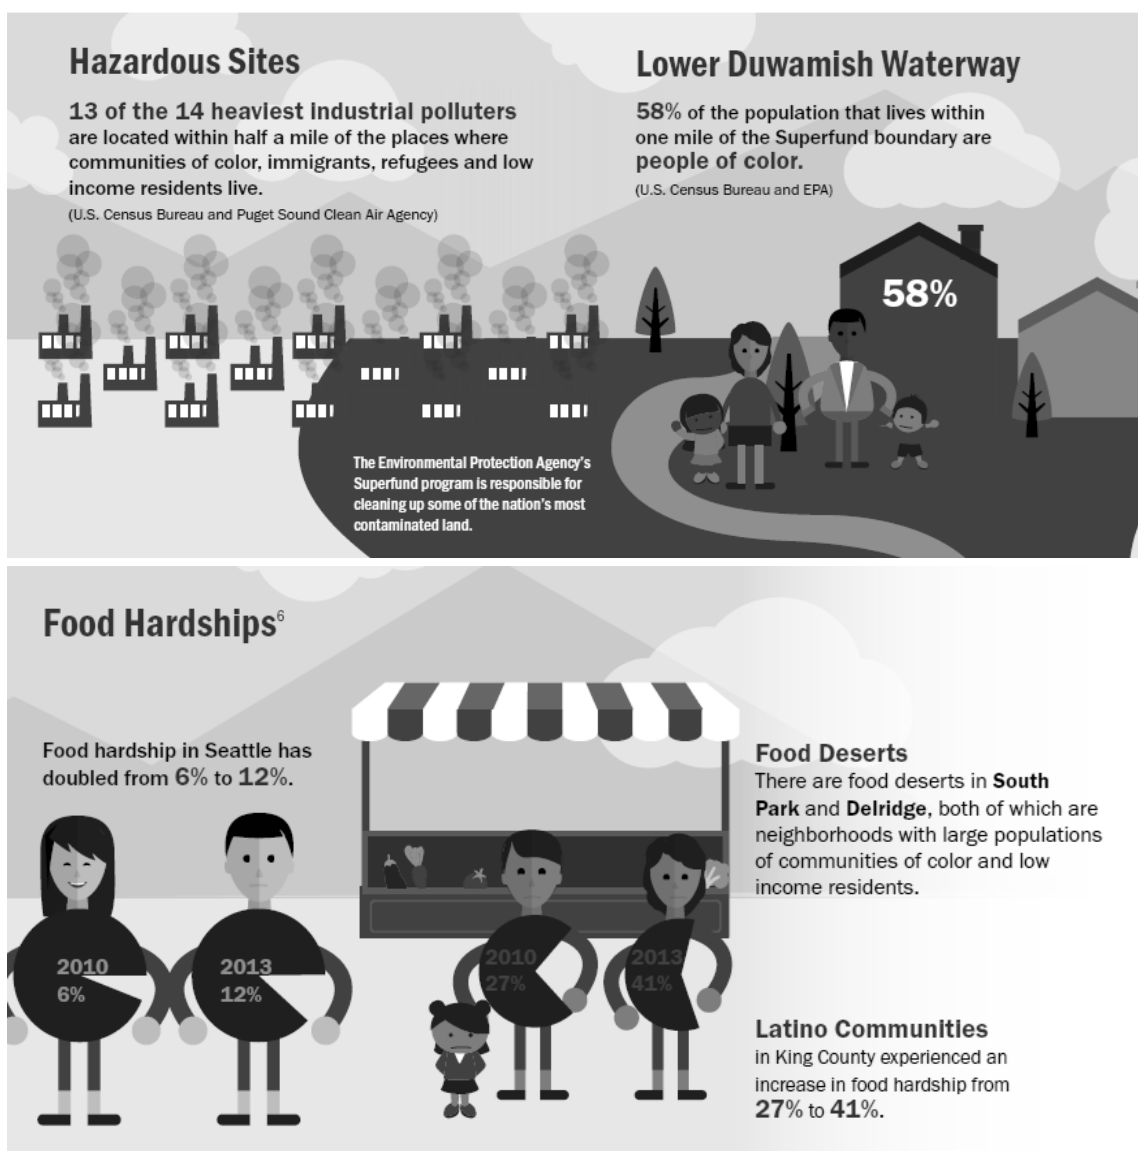 Hazardous Sites
13 of the 14 heaviest industrial polluters
are located within half a mile of the places where
communities of color, immigrants, refugees and low
income residents live.
(U.S. Census Bureau and Puget Sound Clean Air Agency)
Lower Duwamish Waterway
58% of the population that lives within
one mile of the Superfund boundary are
people of color.
(U.S. Census Bureau and EPA)
58%
The Environmental Protection Agency's
Superfund program is responsible for
cleaning up some of the nation's most
contaminated land.
Food Hardships6
Food hardship in Seattle has
doubled from 6% to 12%.
2010
6%
2013
12%
2010
27%
2013
41%
Food Deserts
There are food deserts in South
Park and Delridge, both of which are
neighborhoods with large populations
of communities of color and low
income residents.
Latino Communities
in King County experienced an
increase in food hardship from
27% to 41%.